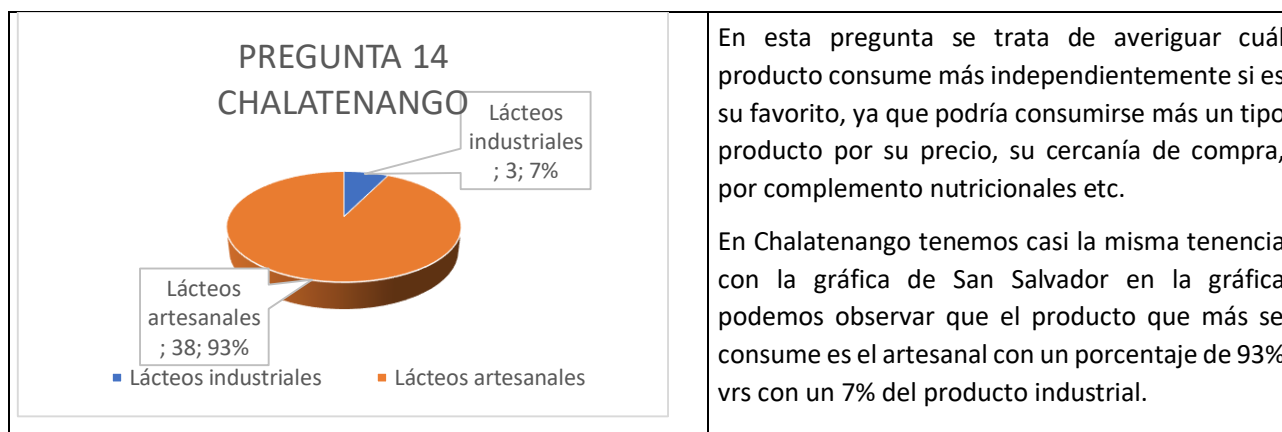 PREGUNTA 14
CHALATENANGO
Lácteos
industriales
; 3; 7%
Lácteos
artesanales
; 38; 93%
Lácteos industriales
Lácteos artesanales
En esta pregunta se trata de averiguar cuál
producto consume más independientemente si es
su favorito, ya que podría consumirse más un tipo
producto por su precio, su cercanía de compra,
por complemento nutricionales etc.
En Chalatenango tenemos casi la misma tenencia
con la gráfica de San Salvador en la gráfica
podemos observar que el producto que más se
consume es el artesanal con un porcentaje de 93%
vrs con un 7% del producto industrial.